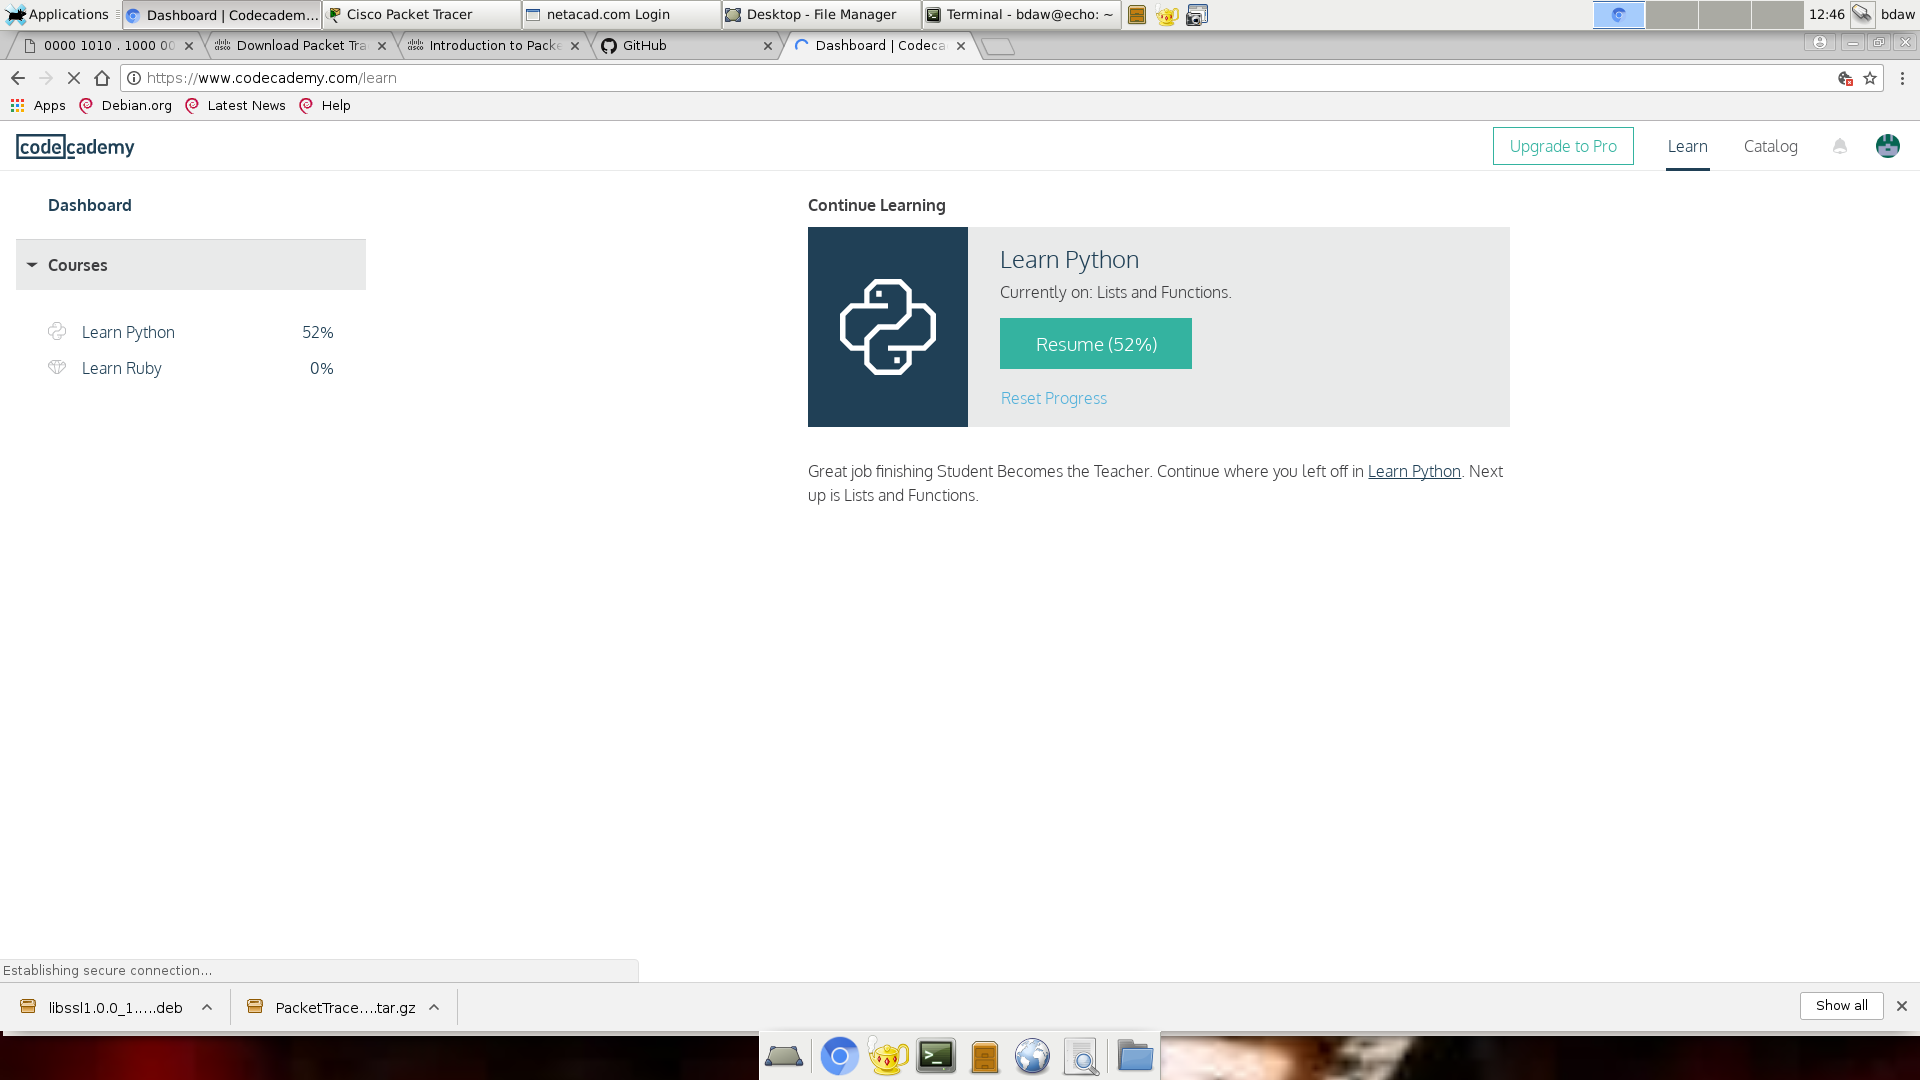 Applications
Dashboard | Codecadem...
Cisco Packet Tracer
netacad.com Login
Desktop - File Manager
Terminal - bdaw@echo: ~
12:46
bdaw
0000 1010 . 1000 00
Download Packet Tra
Introduction to Packe
GitHub
Dashboard | Codeca
https://www.codecademy.com/learn
Apps
Debian.org
Latest News
Help
codecademy
Upgrade to Pro
Learn
Catalog
Dashboard
Courses
Learn Python
52%
Learn Ruby
0%
Continue Learning
Learn Python
Currently on: Lists and Functions.
Resume (52%)
Reset Progress
Great job finishing Student Becomes the Teacher. Continue where you left off in Learn Python. Next
up is Lists and Functions.
Establishing secure connection...
libssl1.0.0_1.....deb
PacketTrace....tar.gz
Show all